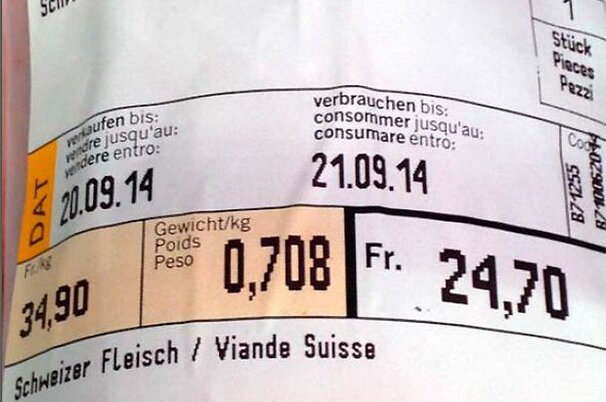 1
Stück
Pieces
Pezzi
verkaufen bis:
vendre jusqu'au:
vendere entro:
20.09.14
verbrauchen bis:
consommer jusqu'au:
consumare entro:
21.09.14
DAT
B71255
Fr./kg
34,90
Gewicht/kg
Poids
Peso
0,708
Fr.
24,70
Schweizer Fleisch / Viande Suisse